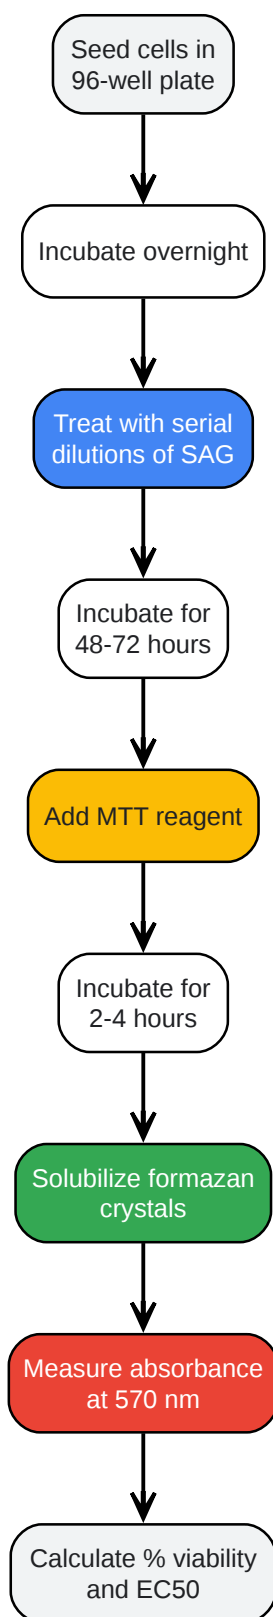 Seed cells in
96-well plate
Incubate overnight
Treat with serial
dilutions of SAG
Incubate for
48-72 hours
Add MTT reagent
Incubate for
2-4 hours
Solubilize formazan
crystals
Measure absorbance
at 570 nm
Calculate % viability
and EC50